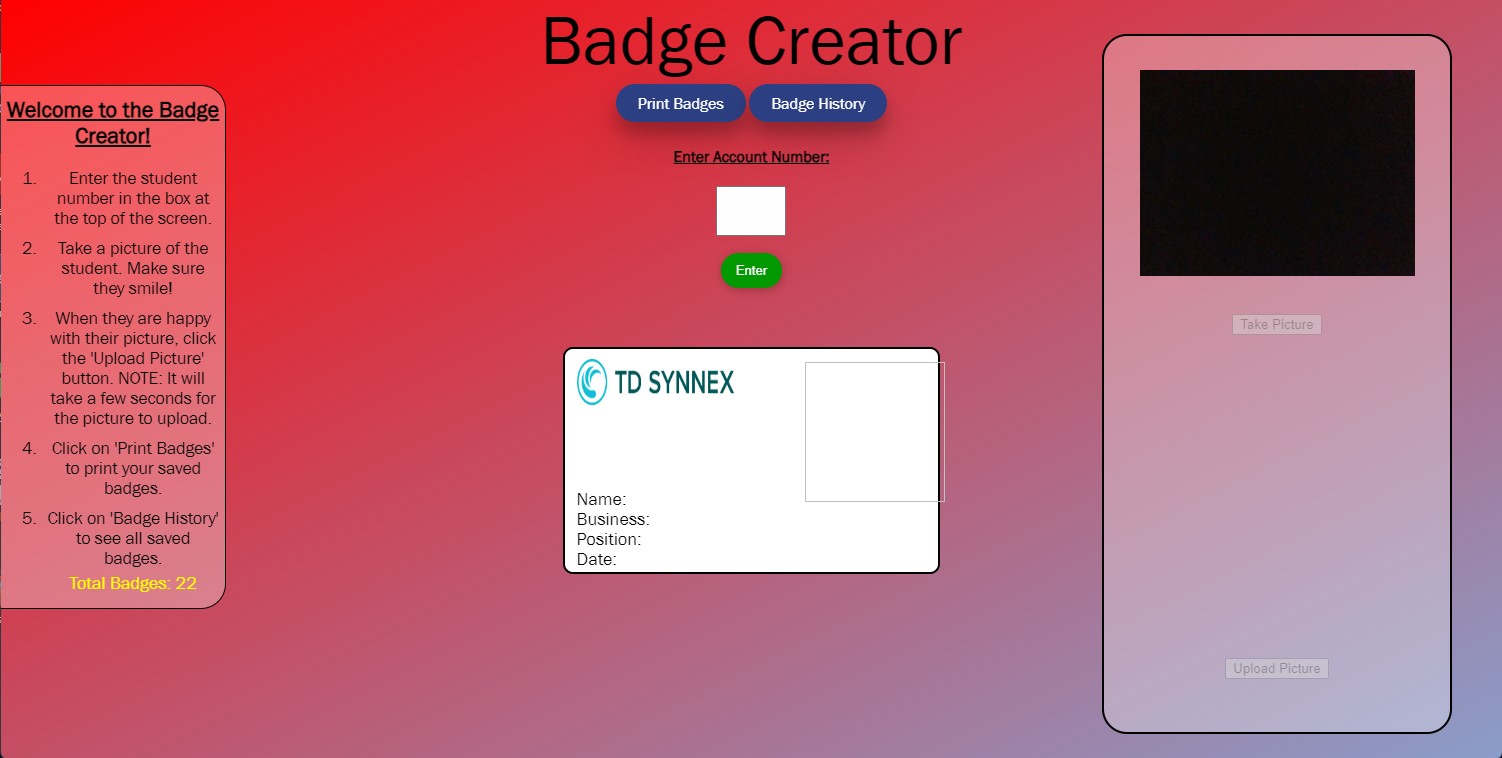 Badge Creator
Print Badges
Badge History
Welcome to the Badge
Creator!
1. Enter the student
number in the box at
the top of the screen.
2. Take a picture of the
student. Make sure
they smile!
3. When they are happy
with their picture, click
the 'Upload Picture'
button. NOTE: It will
take a few seconds for
the picture to upload.
4. Click on 'Print Badges'
to print your saved
badges.
5. Click on 'Badge History'
to see all saved
badges.
Total Badges: 22
Enter Account Number:
Enter
TD SYNNEX
Name:
Business:
Position:
Date:
Take Picture
Upload Picture